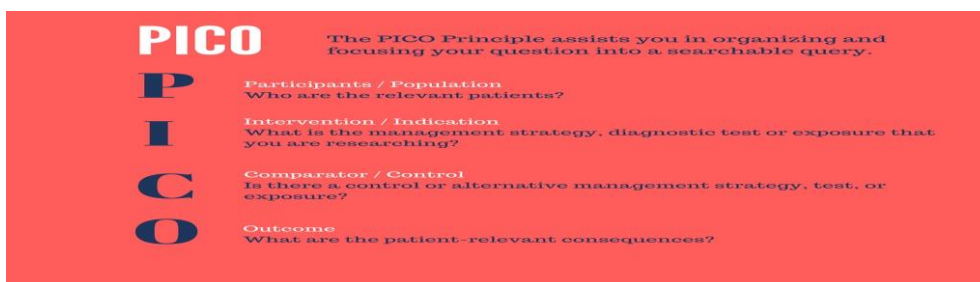 PICO
The PICO Principle assists you in organizing and
focusing your question into a searchable query.
P
Participants / Population
Who are the relevant patients?
I
Intervention / Indication
What is the management strategy, diagnostic test or exposure that
you are researching?
C
Comparator / Control
Is there a control or alternative management strategy, test, or
exposure?
O
Outcome
What are the patient-relevant consequences?